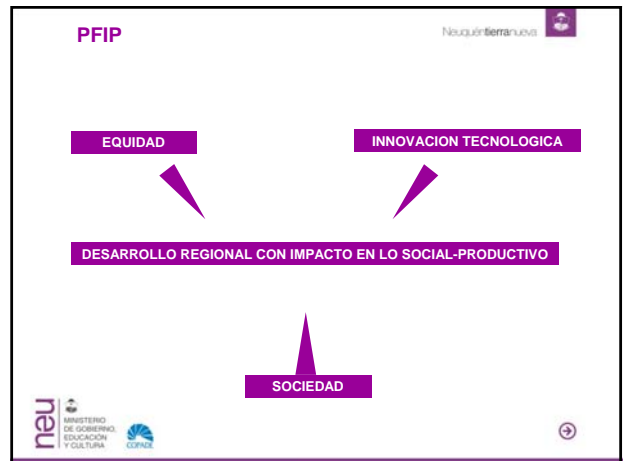 PFIP
Neuquéntierranueva
EQUIDAD
INNOVACION TECNOLOGICA
DESARROLLO REGIONAL CON IMPACTO EN LO SOCIAL-PRODUCTIVO
SOCIEDAD
neu
MINISTERIO
DE GOBIERNO,
EDUCACIÓN
Y CULTURA
COPADE